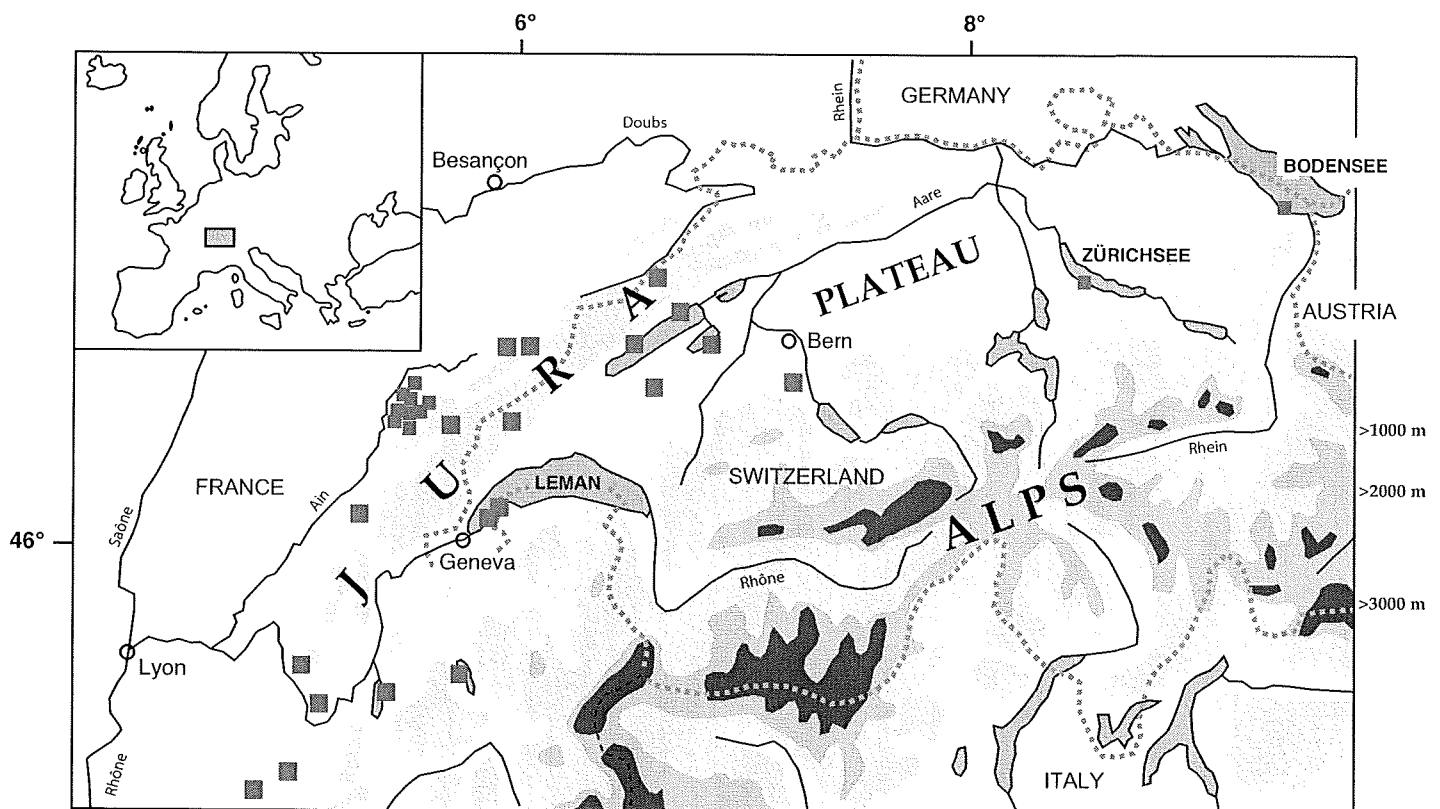 6°
8°
Rhein
GERMANY
Doubs
Besançon
BODENSEE
Aare
ZÜRICHSEE
PLATEAU
AUSTRIA
Bern
JURA
>1000 m
Rhein
SWITZERLAND
LEMAN
FRANCE
Ain
>2000 m
ALPS
Saône
46°
Geneva
Rhône
>3000 m
Lyon
Rhône
ITALY